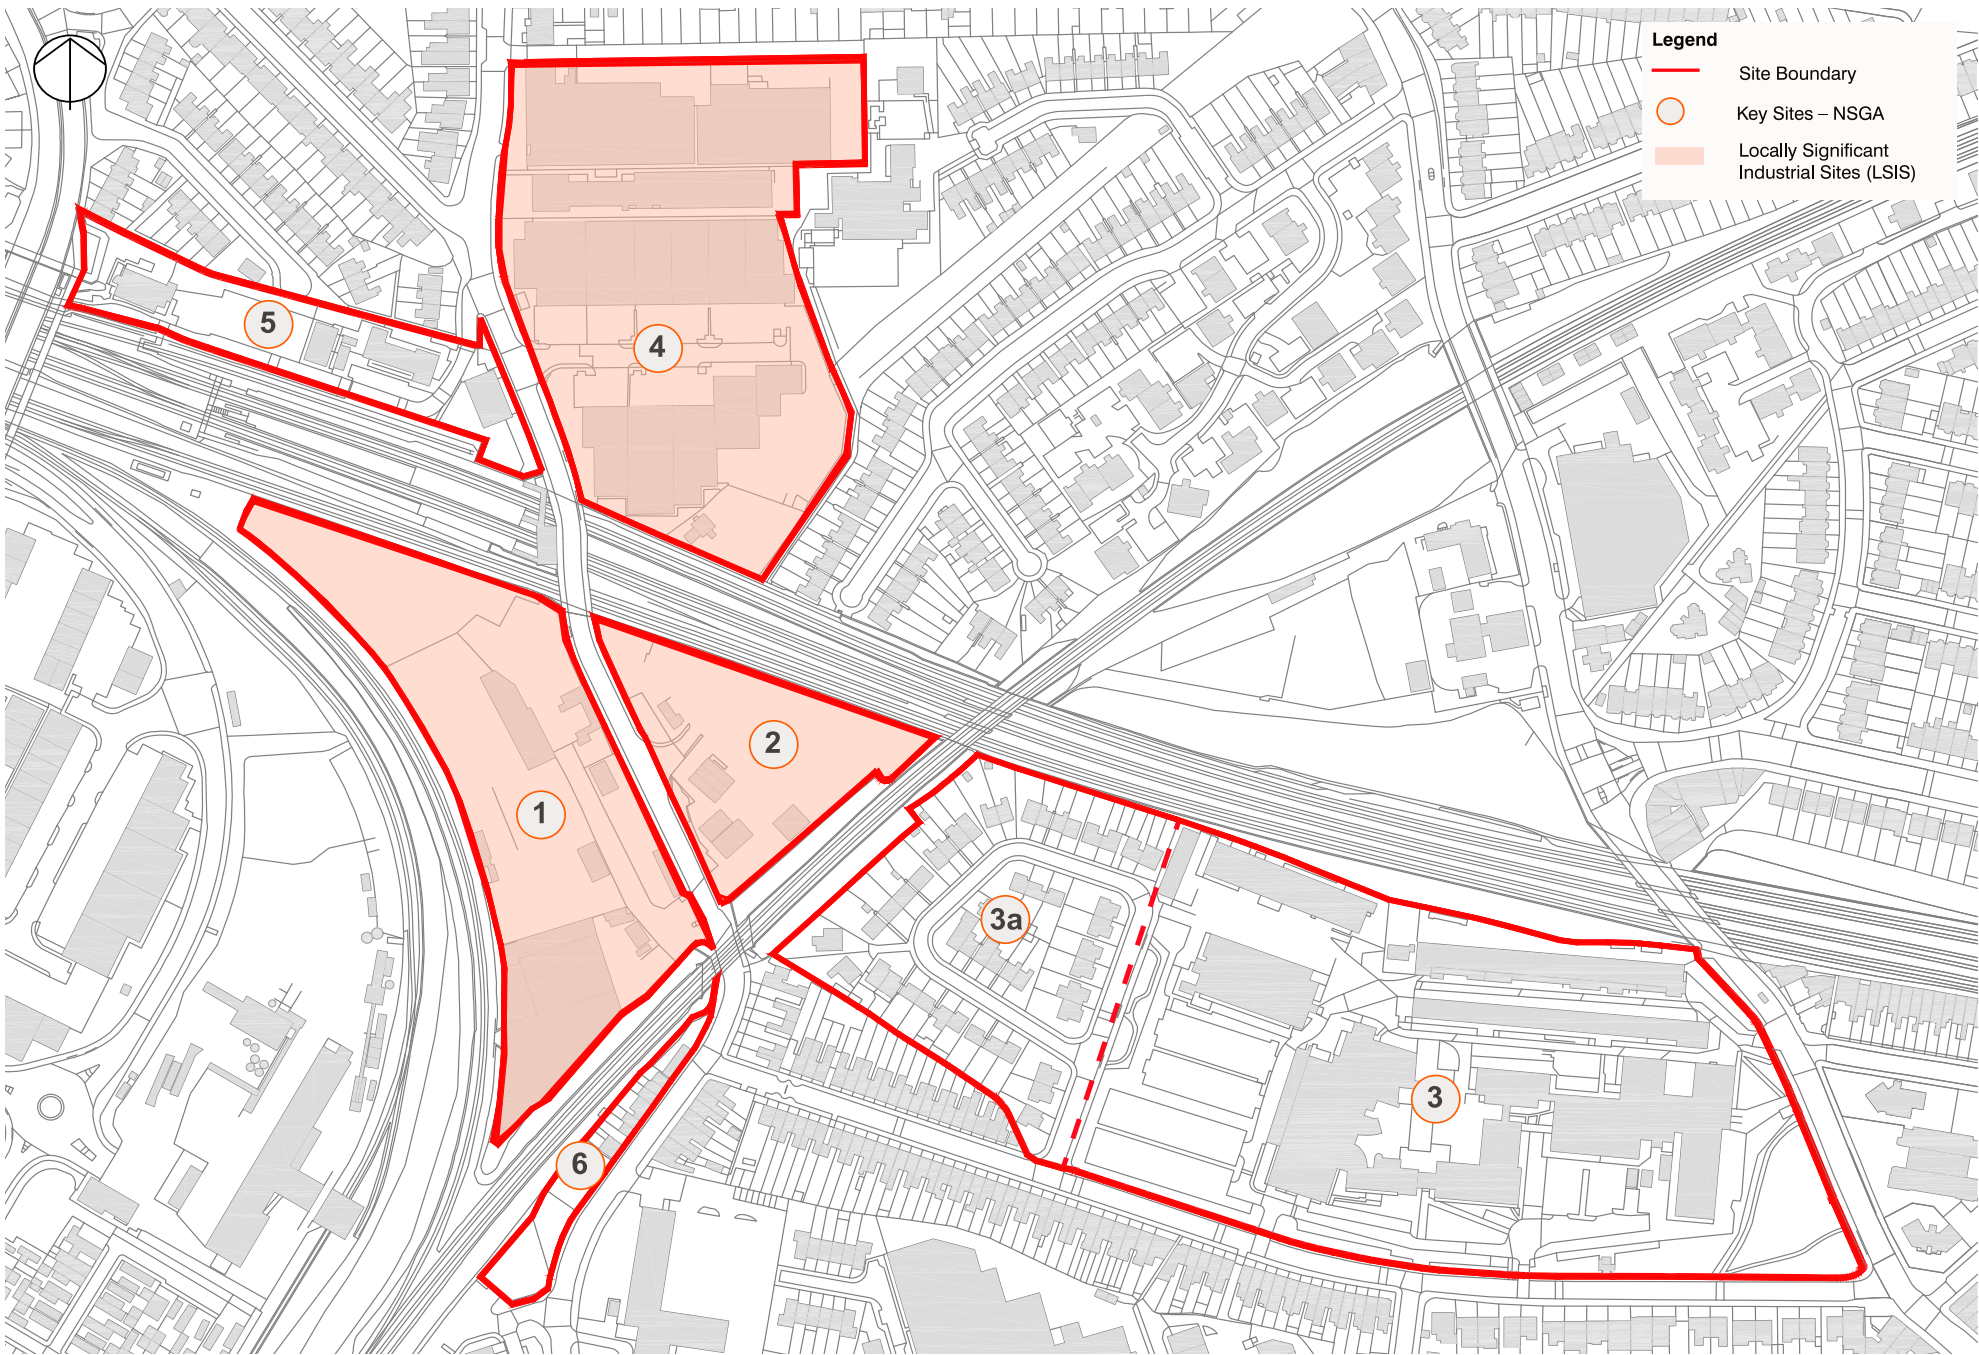 Legend
Site Boundary
Key Sites – NSGA
Locally Significant
Industrial Sites (LSIS)
5
4
2
1
3a
3
6